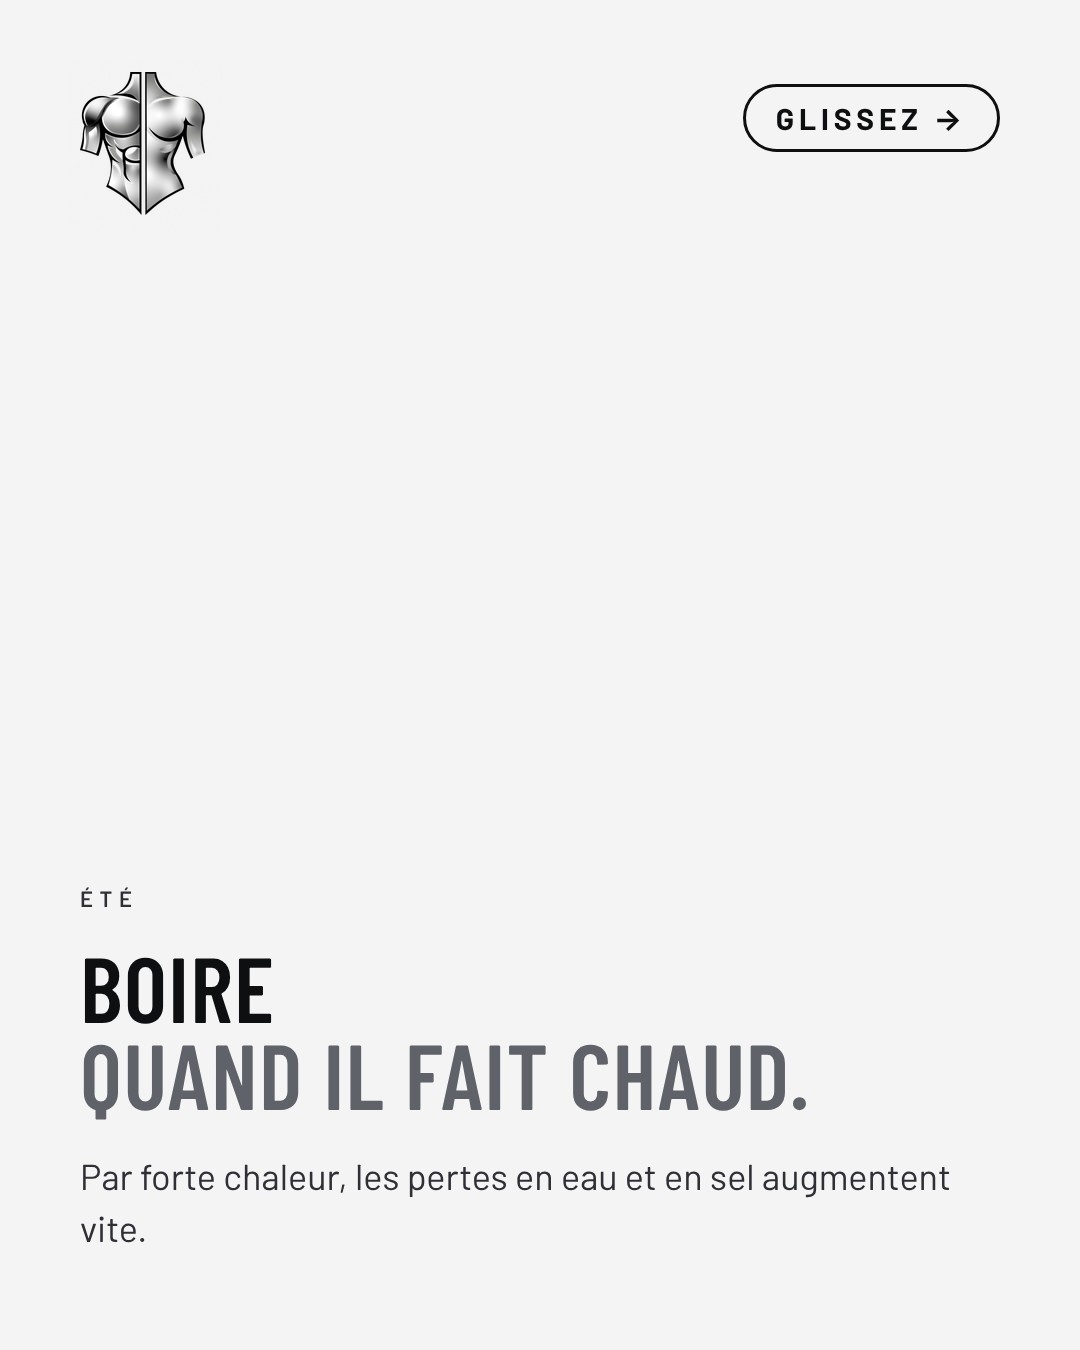 GLISSEZ →
ÉTÉ
BOIRE
QUAND IL FAIT CHAUD.
Par forte chaleur, les pertes en eau et en sel augmentent
vite.